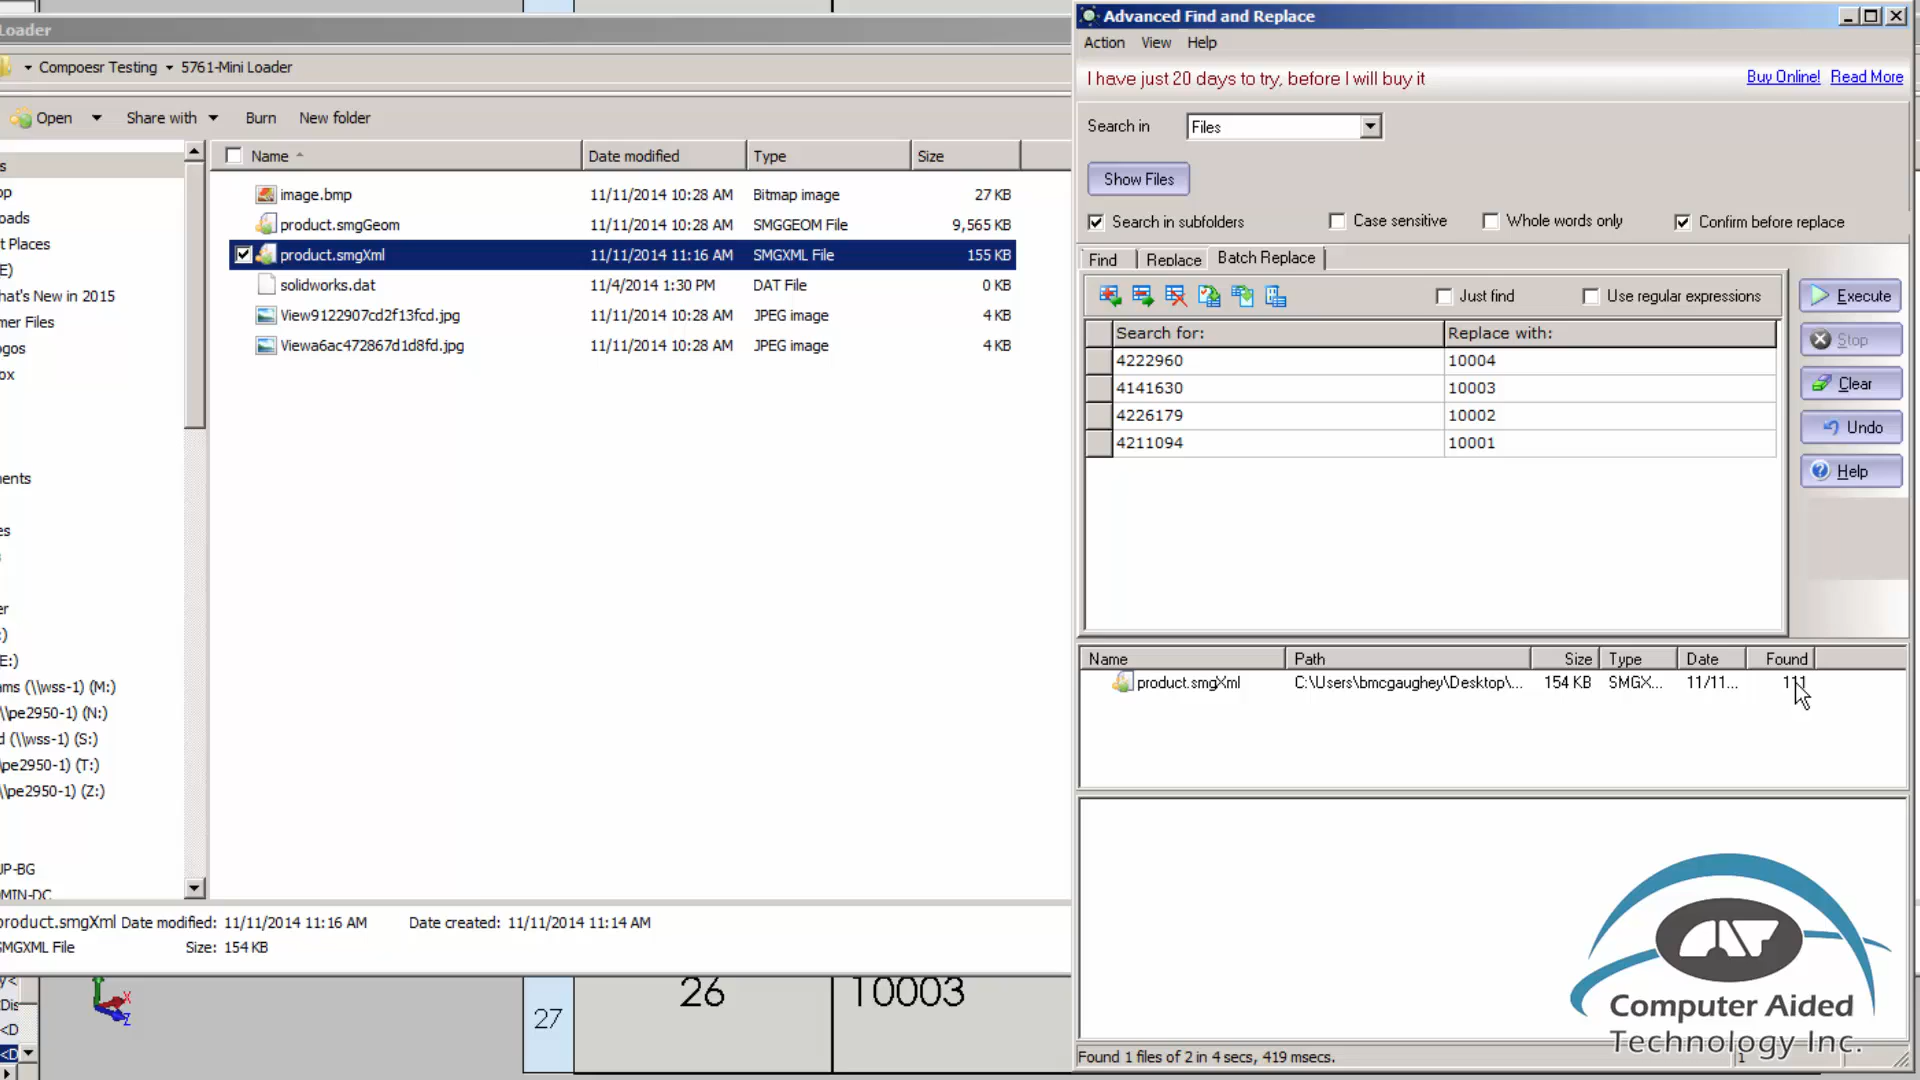 Loader
Compoesr Testing
5761-Mini Loader
Open
Share with
Burn
New folder
Name
Date modified
Type
Size
image.bmp
11/11/2014 10:28 AM
Bitmap image
27 KB
product.smgGeom
11/11/2014 10:28 AM
SMGGEOM File
9,565 KB
product.smgXml
11/11/2014 11:16 AM
SMGXML File
155 KB
solidworks.dat
11/4/2014 1:30 PM
DAT File
0 KB
View9122907cd2f13fcd.jpg
11/11/2014 10:28 AM
JPEG image
4 KB
Viewa6ac472867d1d8fd.jpg
11/11/2014 10:28 AM
JPEG image
4 KB
s
op
oads
t Places
E)
hat's New in 2015
mer Files
ogos
ox
ents
es
er
:)
E:)
ams (\\wss-1) (M:)
\\pe2950-1) (N:)
d (\\wss-1) (S:)
\pe2950-1) (T:)
\\pe2950-1) (Z:)
JP-BG
product.smgXml Date modified: 11/11/2014 11:16 AM
Date created: 11/11/2014 11:14 AM
SMGXML File
Size: 154 KB
26
10003
27
Advanced Find and Replace
Action
View
Help
I have just 20 days to try, before I will buy it
Buy Online!
Read More
Search in
Files
Show Files
Search in subfolders
Case sensitive
Whole words only
Confirm before replace
Find
Replace
Batch Replace
Just find
Use regular expressions
Search for:
Replace with:
4222960
10004
4141630
10003
4226179
10002
4211094
10001
Execute
Stop
Clear
Undo
Help
Name
Path
Size
Type
Date
Found
product.smgXml
C:\Users\bmcgaughey\Desktop\...
154 KB
SMGX...
11/11...
111
Computer Aided
Technology Inc.
Found 1 files of 2 in 4 secs, 419 msecs.
1